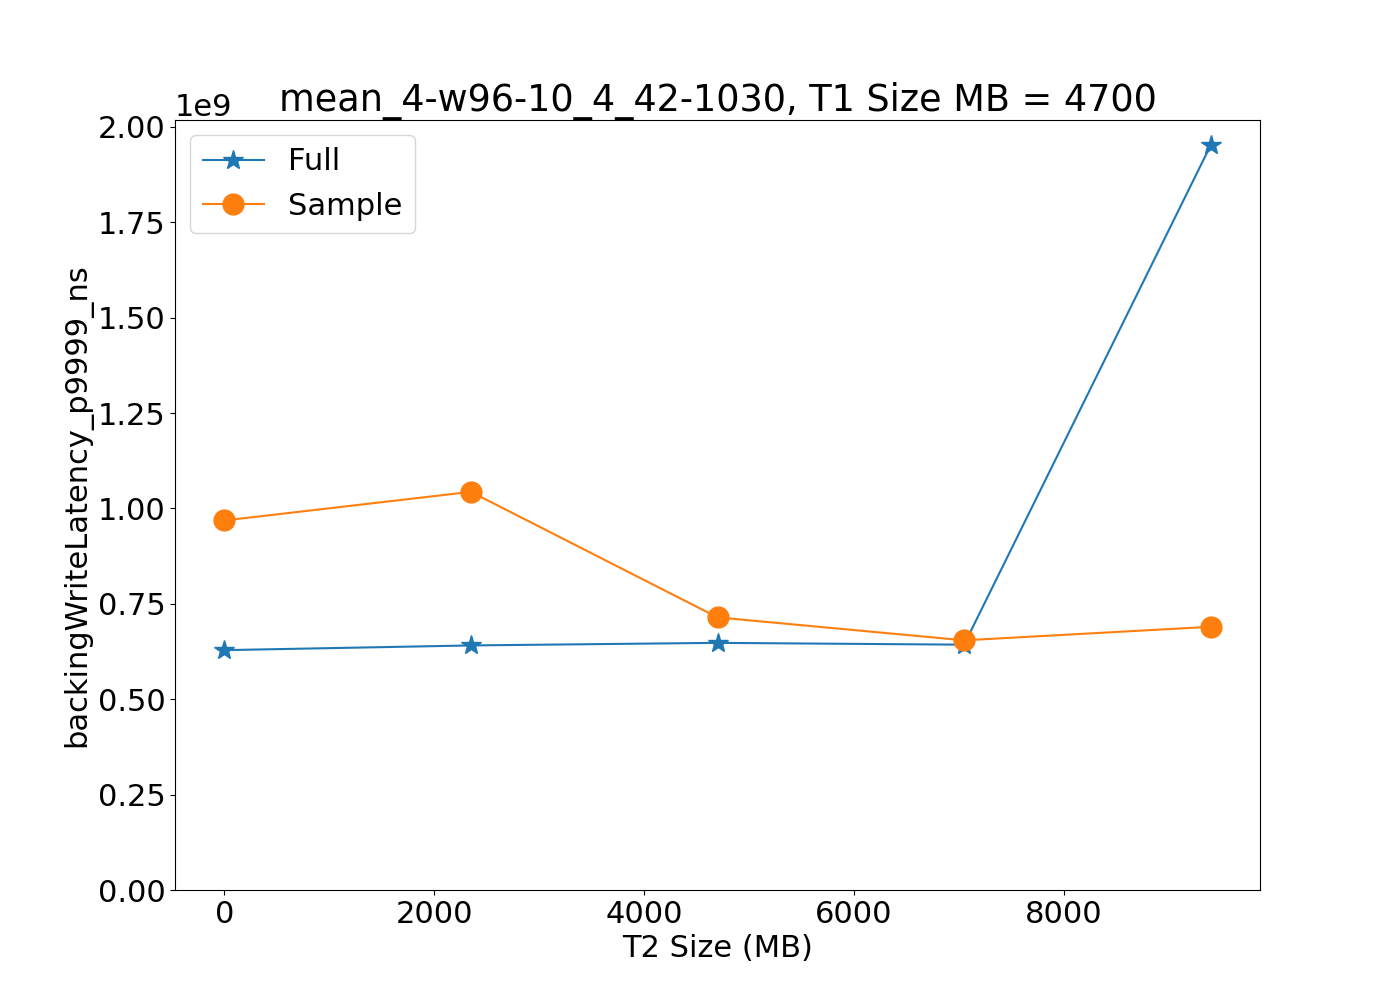 mean_4-w96-10_4_42-1030, T1 Size MB = 4700
1e9
2.00
1.75
1.50
1.25
1.00
0.75
0.50
0.25
0.00
backingWriteLatency_p9999_ns
Full
Sample
0 2000 4000 6000 8000
T2 Size (MB)